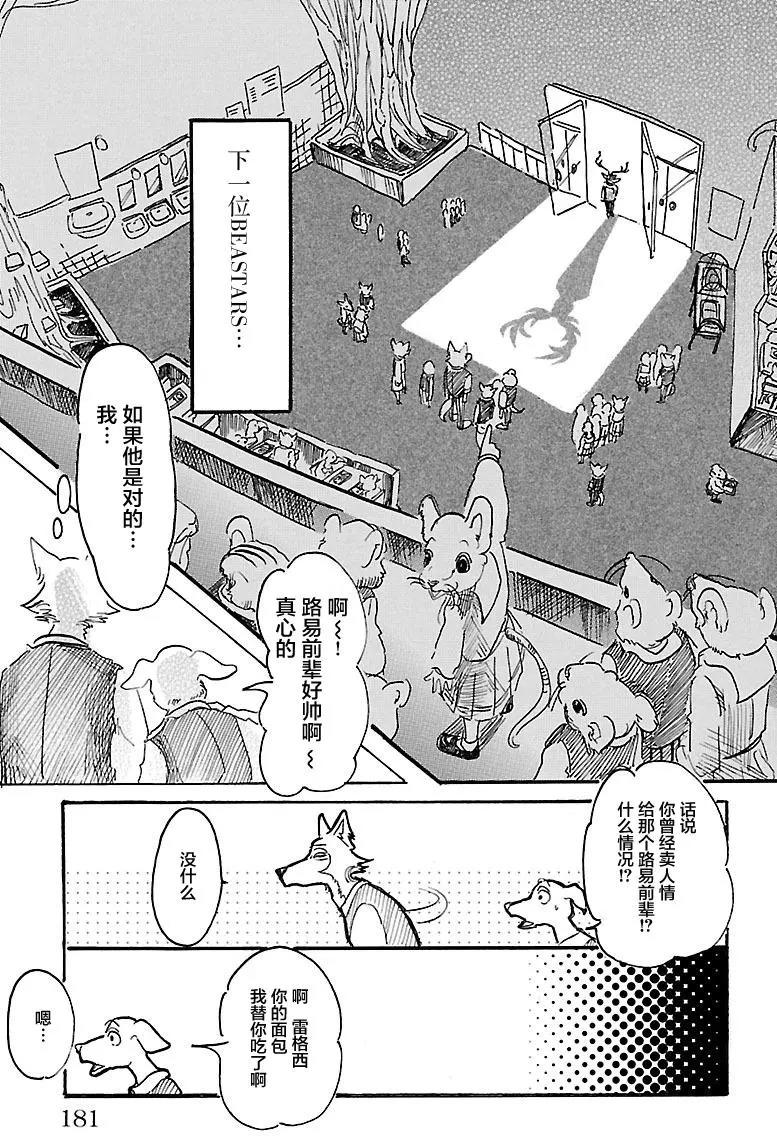 下一位BEASTARS…
如果他是对的…
我…
啊～！
路易前辈好帅啊～
真心的
话说
你曾经卖人情
给那个路易前辈!?
什么情况!?
没什么
啊 雷格西
你的面包
我替你吃了啊
嗯…
181